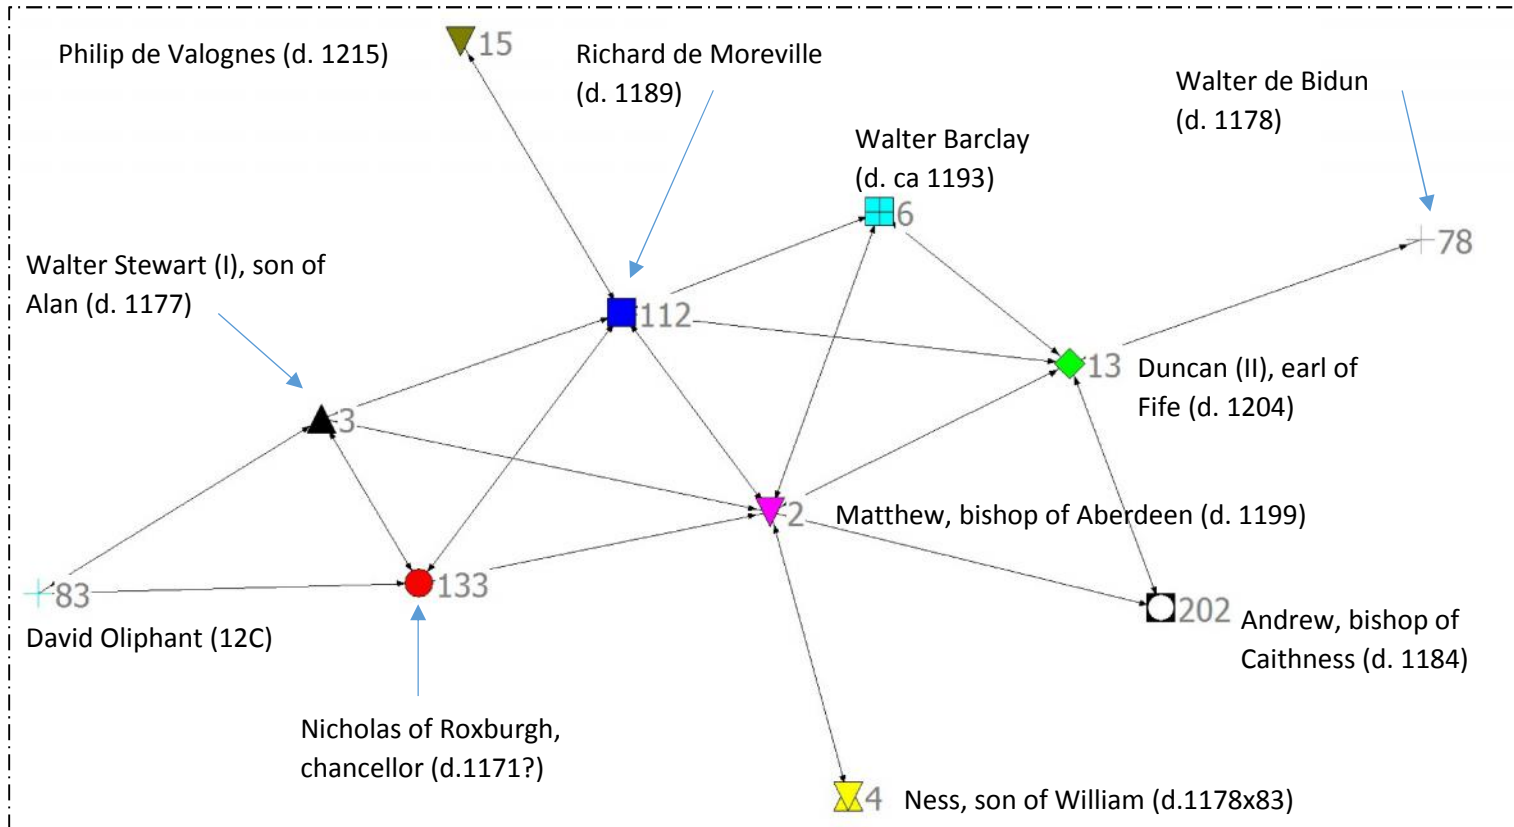 Philip de Valognes (d. 1215)
15
Richard de Moreville
(d. 1189)
Walter de Bidun
(d. 1178)
Walter Barclay
(d. ca 1193)
6
78
Walter Stewart (I), son of
Alan (d. 1177)
112
13
Duncan (II), earl of
Fife (d. 1204)
3
2
Matthew, bishop of Aberdeen (d. 1199)
83
133
David Oliphant (12C)
202
Andrew, bishop of
Caithness (d. 1184)
Nicholas of Roxburgh,
chancellor (d.1171?)
4
Ness, son of William (d.1178x83)